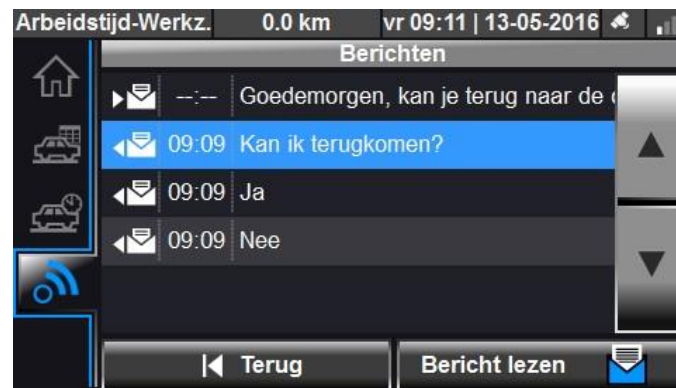 Arbeidstijd-Werkz. 0.0 km vr 09:11 | 13-05-2016
Berichten
--:-- Goedemorgen, kan je terug naar de
09:09 Kan ik terugkomen?
09:09 Ja
09:09 Nee
Terug Bericht lezen